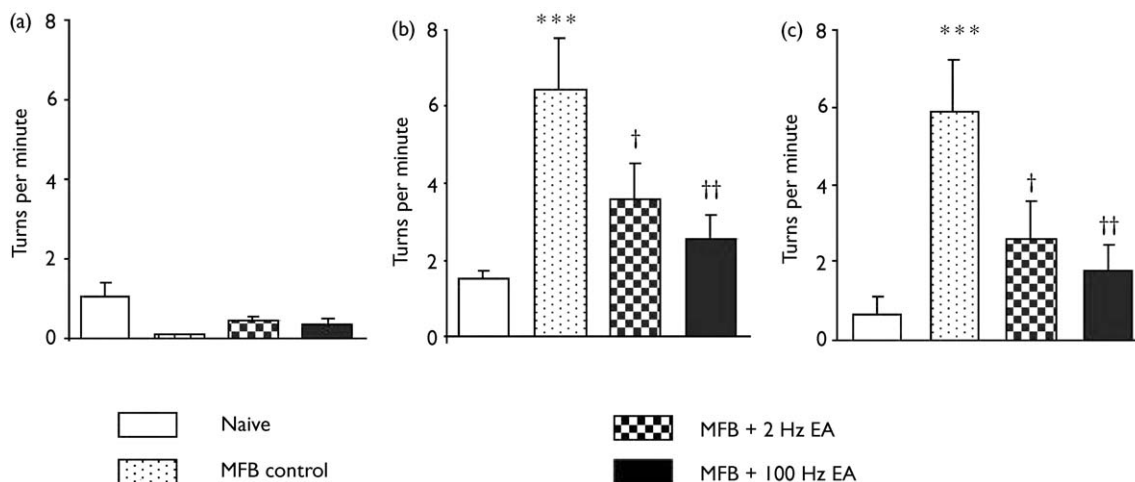 (a)
8
6
4
2
0
Turns per minute
(b)
8
6
4
2
0
Turns per minute
***
†
††
(c)
8
6
4
2
0
Turns per minute
***
†
††
Naive
MFB control
MFB + 2 Hz EA
MFB + 100 Hz EA